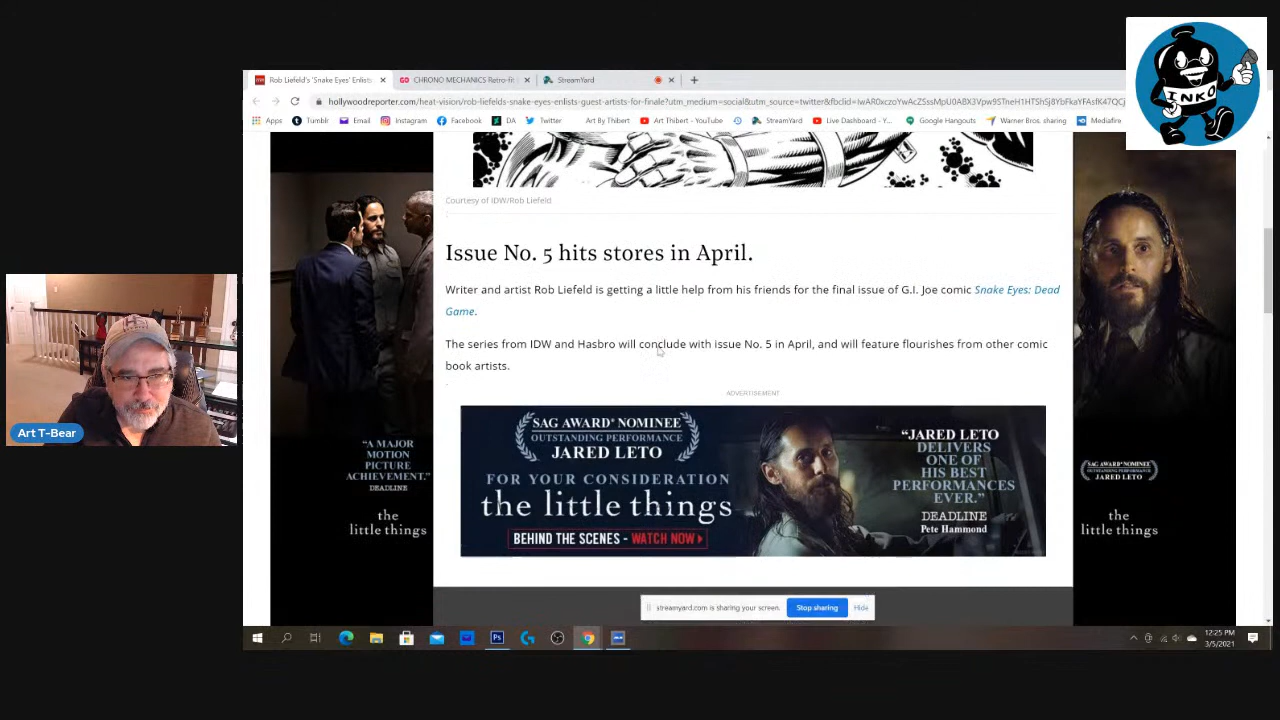 Rob Liefeld's 'Snake Eyes' Enlists
CHRONO MECHANICS Retro-fit
StreamYard
hollywoodreporter.com/heat-vision/rob-liefelds-snake-eyes-enlists-guest-artists-for-finale?utm_medium=social&utm_source=twitter&fbclid=
Apps Tumblr Email Instagram Facebook DA Twitter Art By Thibert Art Thibert - YouTube StreamYard Live Dashboard - Y... Google Hangouts Warner Bros. sharing Mediafire
INKO
Courtesy of IDW/Rob Liefeld
Issue No. 5 hits stores in April.
Writer and artist Rob Liefeld is getting a little help from his friends for the final issue of G.I. Joe comic Snake Eyes: Dead
Game.
The series from IDW and Hasbro will conclude with issue No. 5 in April, and will feature flourishes from other comic
book artists.
ADVERTISEMENT
SAG AWARD® NOMINEE
OUTSTANDING PERFORMANCE
JARED LETO
FOR YOUR CONSIDERATION
the little things
BEHIND THE SCENES - WATCH NOW
"JARED LETO
DELIVERS
ONE OF
HIS BEST
PERFORMANCES
EVER."
DEADLINE
Pete Hammond
"A MAJOR
MOTION
PICTURE
ACHIEVEMENT."
DEADLINE
the
little things
SAG AWARD® NOMINEE
JARED LETO
the
little things
Art T-Bear
streamyard.com is sharing your screen.
Stop sharing
Hide
Ps
12:25 PM
3/5/2021